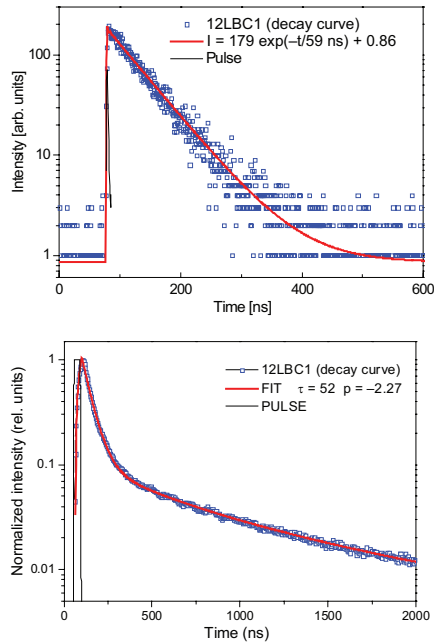 12LBC1 (decay curve)
I = 179 exp(–t/59 ns) + 0.86
Pulse
Intensity [arb. units]
100
10
1
0 200 400 600
Time [ns]
12LBC1 (decay curve)
FIT τ = 52 p = –2.27
PULSE
Normalized intensity (rel. units)
1
0.1
0.01
0 500 1000 1500 2000
Time (ns)